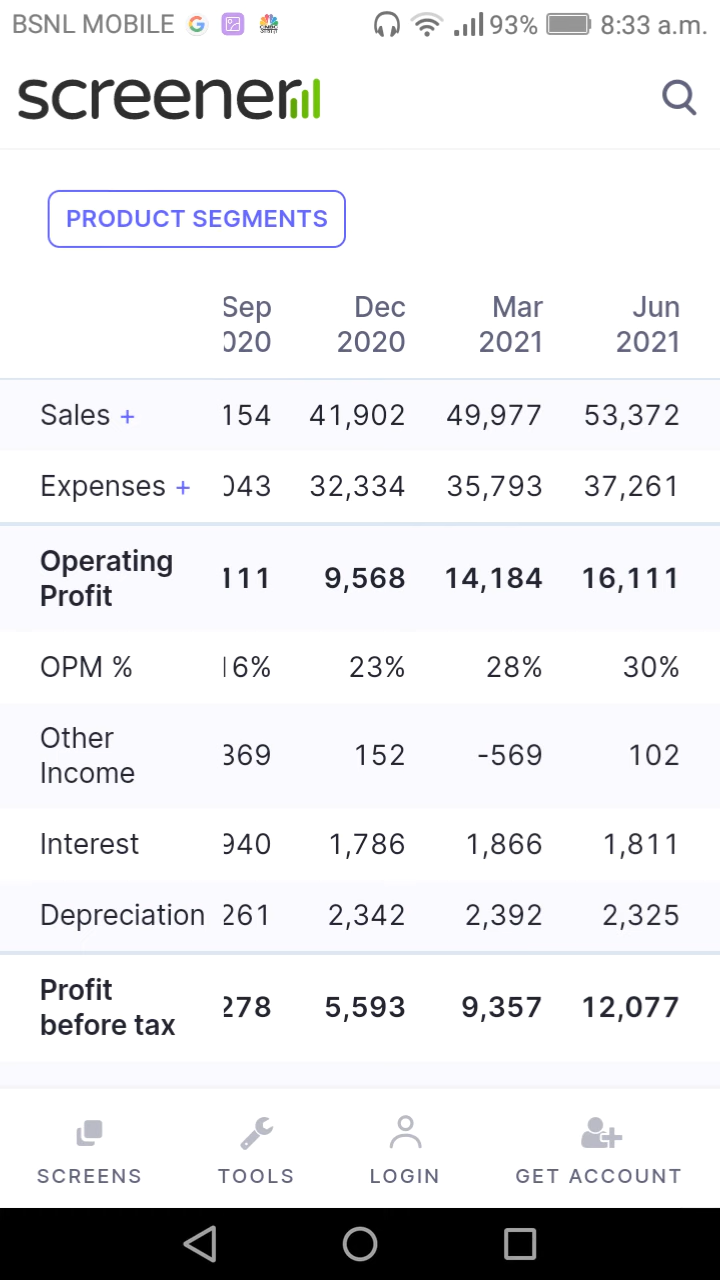 BSNL MOBILE 93% 8:33 a.m.
screener
PRODUCT SEGMENTS
Sep Dec Mar Jun
020 2020 2021 2021
Sales + 154 41,902 49,977 53,372
Expenses + 043 32,334 35,793 37,261
Operating
Profit 111 9,568 14,184 16,111
OPM % 16% 23% 28% 30%
Other
Income 369 152 -569 102
Interest 940 1,786 1,866 1,811
Depreciation 261 2,342 2,392 2,325
Profit
before tax 278 5,593 9,357 12,077
SCREENS TOOLS LOGIN GET ACCOUNT